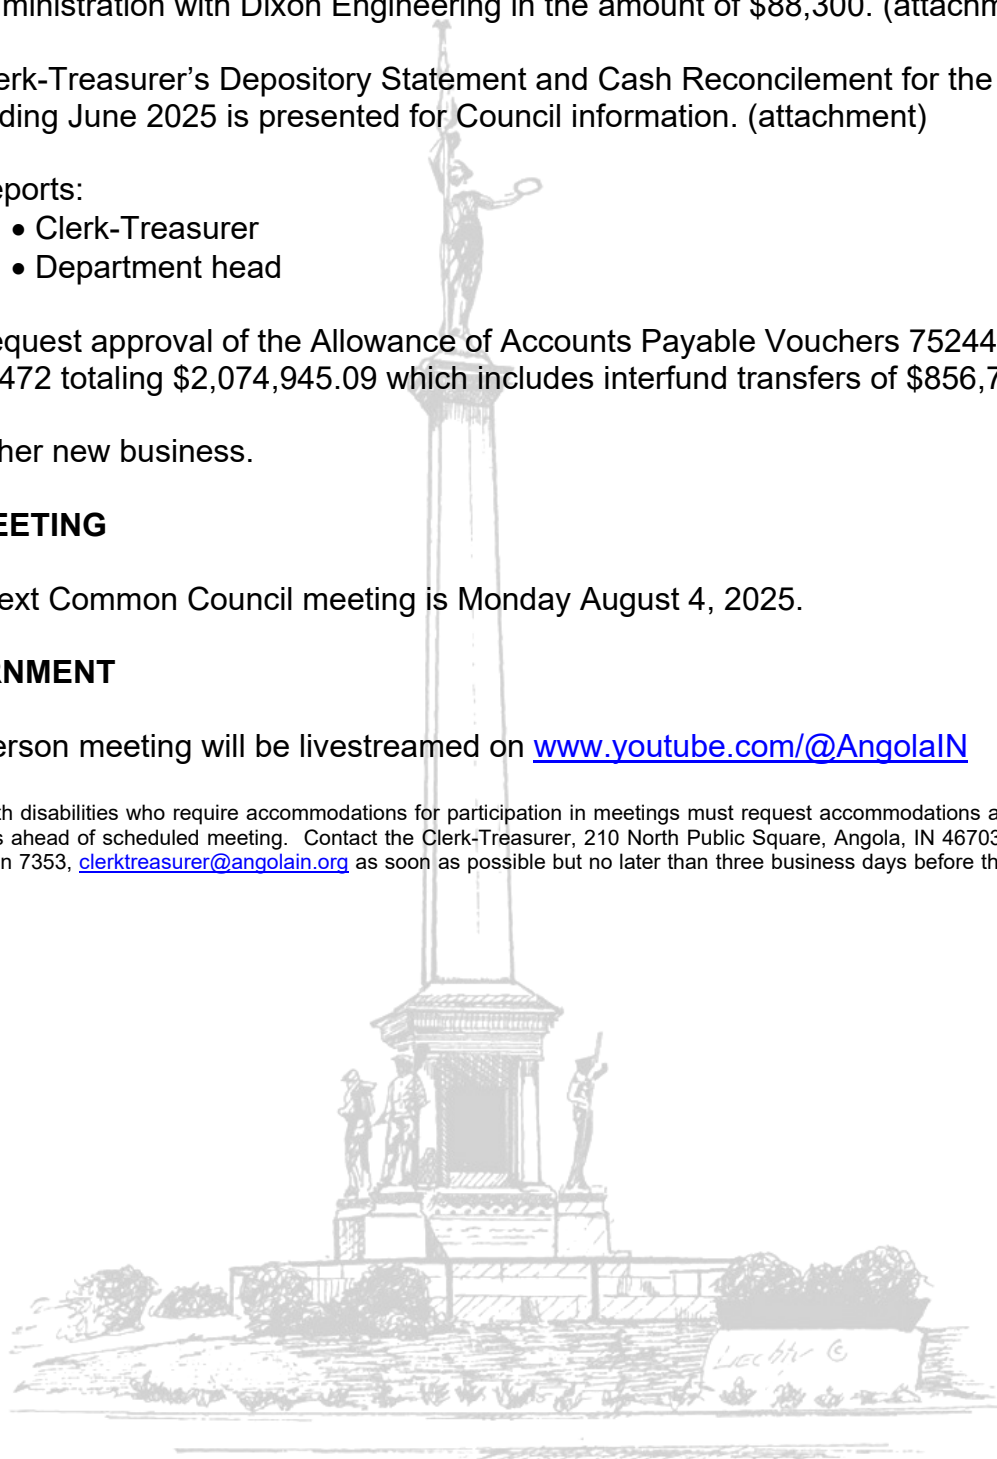 ministration with Dixon Engineering in the amount of $88,300. (attachm
erk-Treasurer’s Depository Statement and Cash Reconcilement for the
ding June 2025 is presented for Council information. (attachment)
eports:
• Clerk-Treasurer
• Department head
equest approval of the Allowance of Accounts Payable Vouchers 75244
472 totaling $2,074,945.09 which includes interfund transfers of $856,7
her new business.
EETING
ext Common Council meeting is Monday August 4, 2025.
RNMENT
erson meeting will be livestreamed on www.youtube.com/@AngolaIN
th disabilities who require accommodations for participation in meetings must request accommodations a
s ahead of scheduled meeting. Contact the Clerk-Treasurer, 210 North Public Square, Angola, IN 46703
n 7353, clerktreasurer@angolain.org as soon as possible but no later than three business days before th